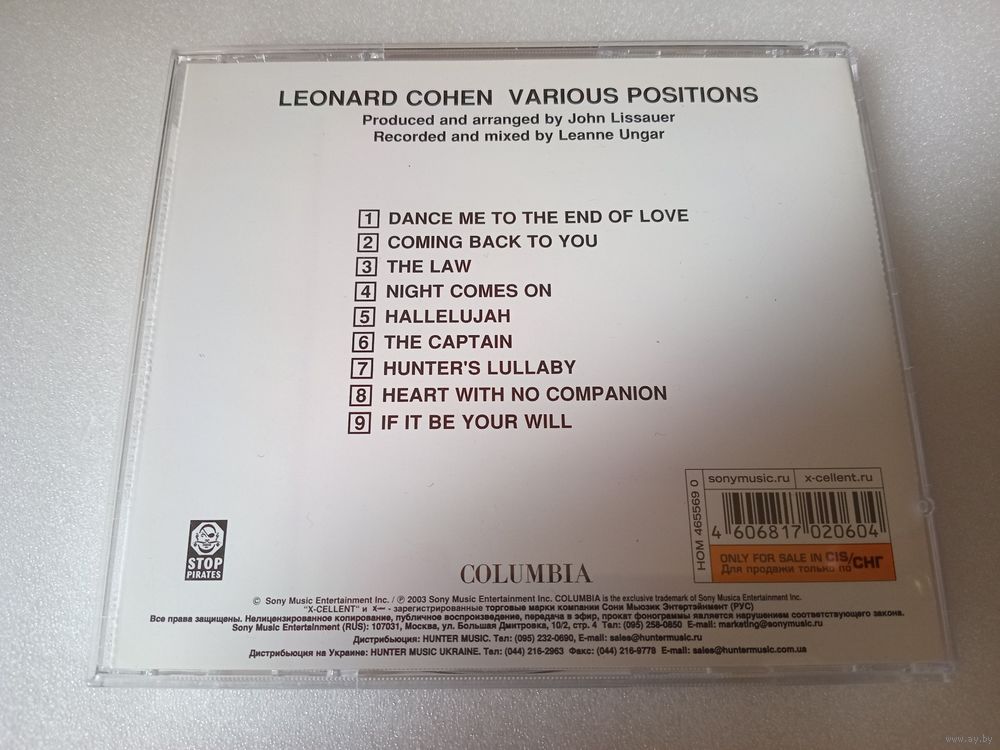 LEONARD COHEN VARIOUS POSITIONS
Produced and arranged by John Lissauer
Recorded and mixed by Leanne Ungar
1 DANCE ME TO THE END OF LOVE
2 COMING BACK TO YOU
3 THE LAW
4 NIGHT COMES ON
5 HALLELUJAH
6 THE CAPTAIN
7 HUNTER'S LULLABY
8 HEART WITH NO COMPANION
9 IF IT BE YOUR WILL
HOM 465569 0
sonymusic.ru x-cellent.ru
4 606817 020604
ONLY FOR SALE IN CIS/СНГ
Для продажи только по
STOP
PIRATES
COLUMBIA
© Sony Music Entertainment Inc. / ℗ 2003 Sony Music Entertainment Inc. COLUMBIA is the exclusive trademark of Sony Musica Entertainment Inc.
"X-CELLENT" и x— - зарегистрированные торговые марки компании Сони Мьюзик Энтертэйнмент (РУС)
Все права защищены. Нелицензированное копирование, публичное воспроизведение, передача в эфир, прокат фонограммы является нарушением соответствующего закона.
Sony Music Entertainment (RUS): 107031, Москва, ул. Большая Дмитровка, 10/2, стр. 4 Тел: (095) 258-0850 E-mail: marketing@sonymusic.ru
Дистрибьюция: HUNTER MUSIC. Тел: (095) 232-0690, E-mail: sales@huntermusic.ru
Дистрибьюция на Украине: HUNTER MUSIC UKRAINE. Тел: (044) 216-2963 Факс: (044) 216-9778 E-mail: sales@huntermusic.com.ua
www.ay.by